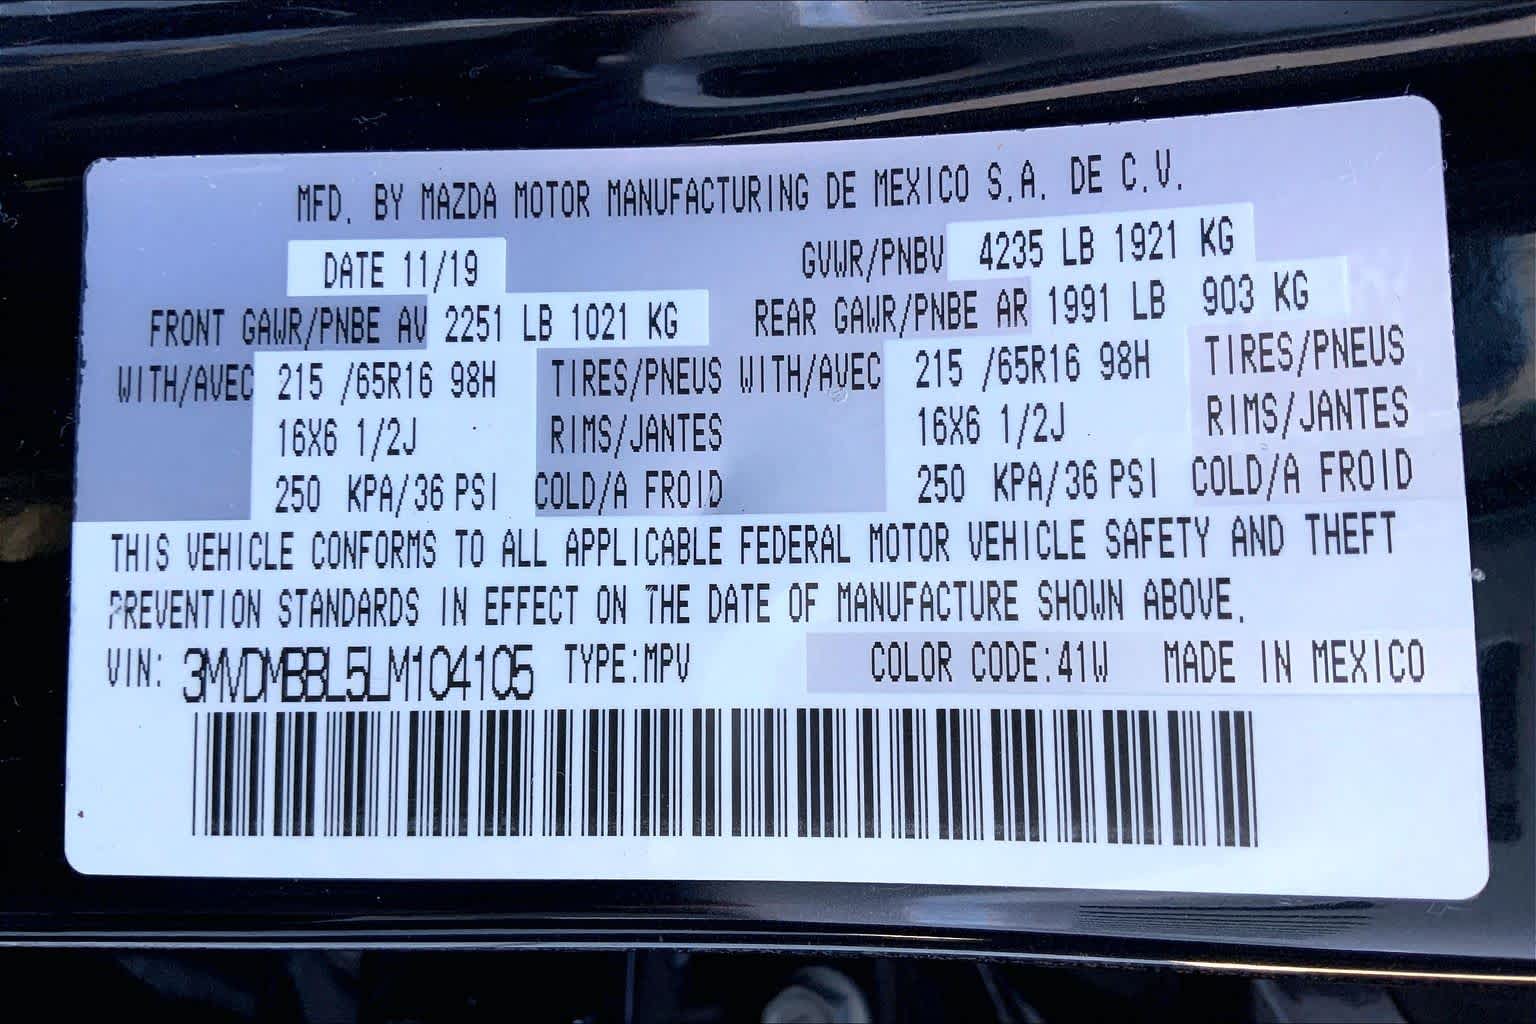 MFD. BY MAZDA MOTOR MANUFACTURING DE MEXICO S.A. DE C.V.
DATE 11/19 GVWR/PNBV 4235 LB 1921 KG
FRONT GAWR/PNBE AV 2251 LB 1021 KG REAR GAWR/PNBE AR 1991 LB 903 KG
WITH/AVEC 215 /65R16 98H TIRES/PNEUS WITH/AVEC 215 /65R16 98H TIRES/PNEUS
16X6 1/2J RIMS/JANTES 16X6 1/2J RIMS/JANTES
250 KPA/36 PSI COLD/A FROID 250 KPA/36 PSI COLD/A FROID
THIS VEHICLE CONFORMS TO ALL APPLICABLE FEDERAL MOTOR VEHICLE SAFETY AND THEFT
PREVENTION STANDARDS IN EFFECT ON THE DATE OF MANUFACTURE SHOWN ABOVE.
VIN: 3MVDMBBL5LM104105 TYPE:MPV COLOR CODE:41W MADE IN MEXICO